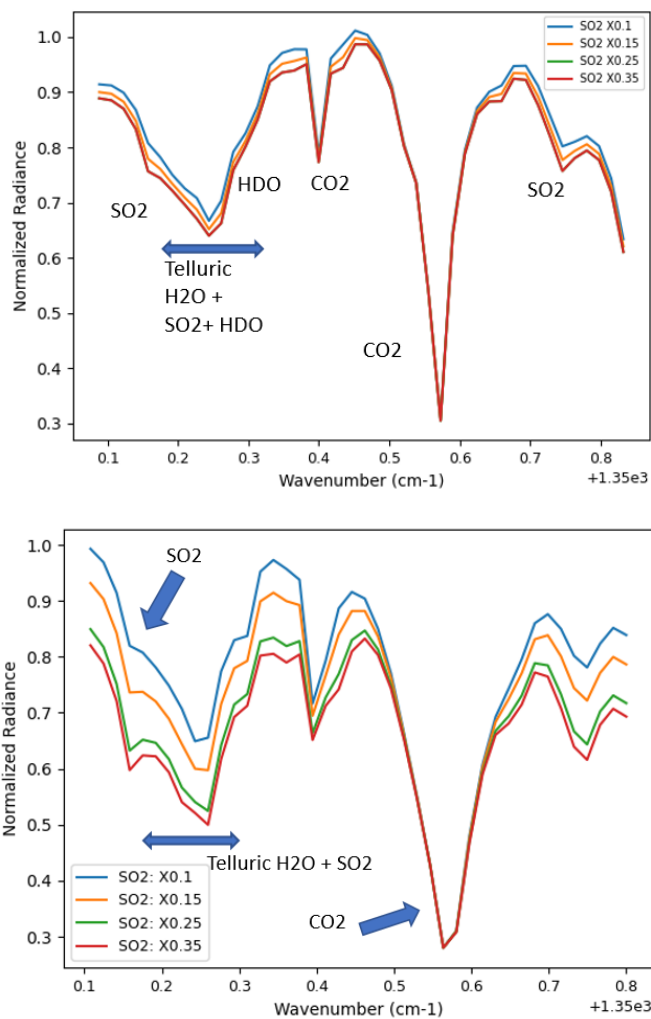 SO2 X0.1
SO2 X0.15
SO2 X0.25
SO2 X0.35
Normalized Radiance
1.0
0.9
0.8
0.7
0.6
0.5
0.4
0.3
SO2
HDO
CO2
SO2
Telluric
H2O +
SO2+ HDO
CO2
0.1 0.2 0.3 0.4 0.5 0.6 0.7 0.8
+1.35e3
Wavenumber (cm-1)
Normalized Radiance
1.0
0.9
0.8
0.7
0.6
0.5
0.4
0.3
SO2
Telluric H2O + SO2
CO2
SO2: X0.1
SO2: X0.15
SO2: X0.25
SO2: X0.35
0.1 0.2 0.3 0.4 0.5 0.6 0.7 0.8
+1.35e3
Wavenumber (cm-1)